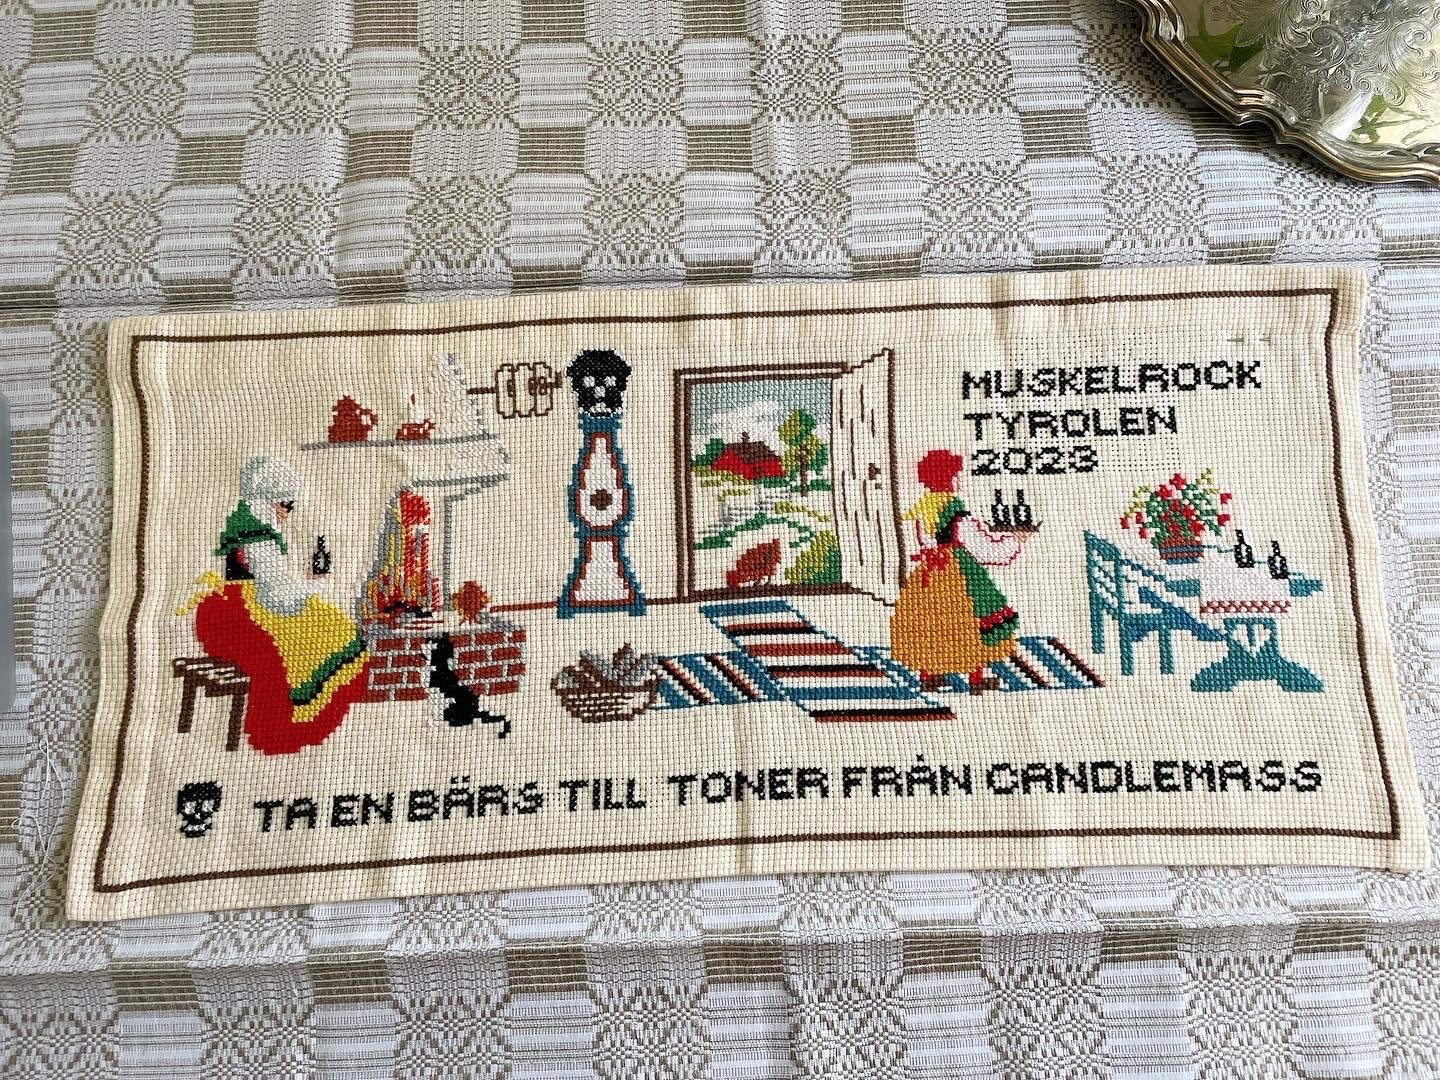 MUSKELROCK
TYROLEN
2023
TA EN BÄRS TILL TONER FRÅN CANDLEMASS